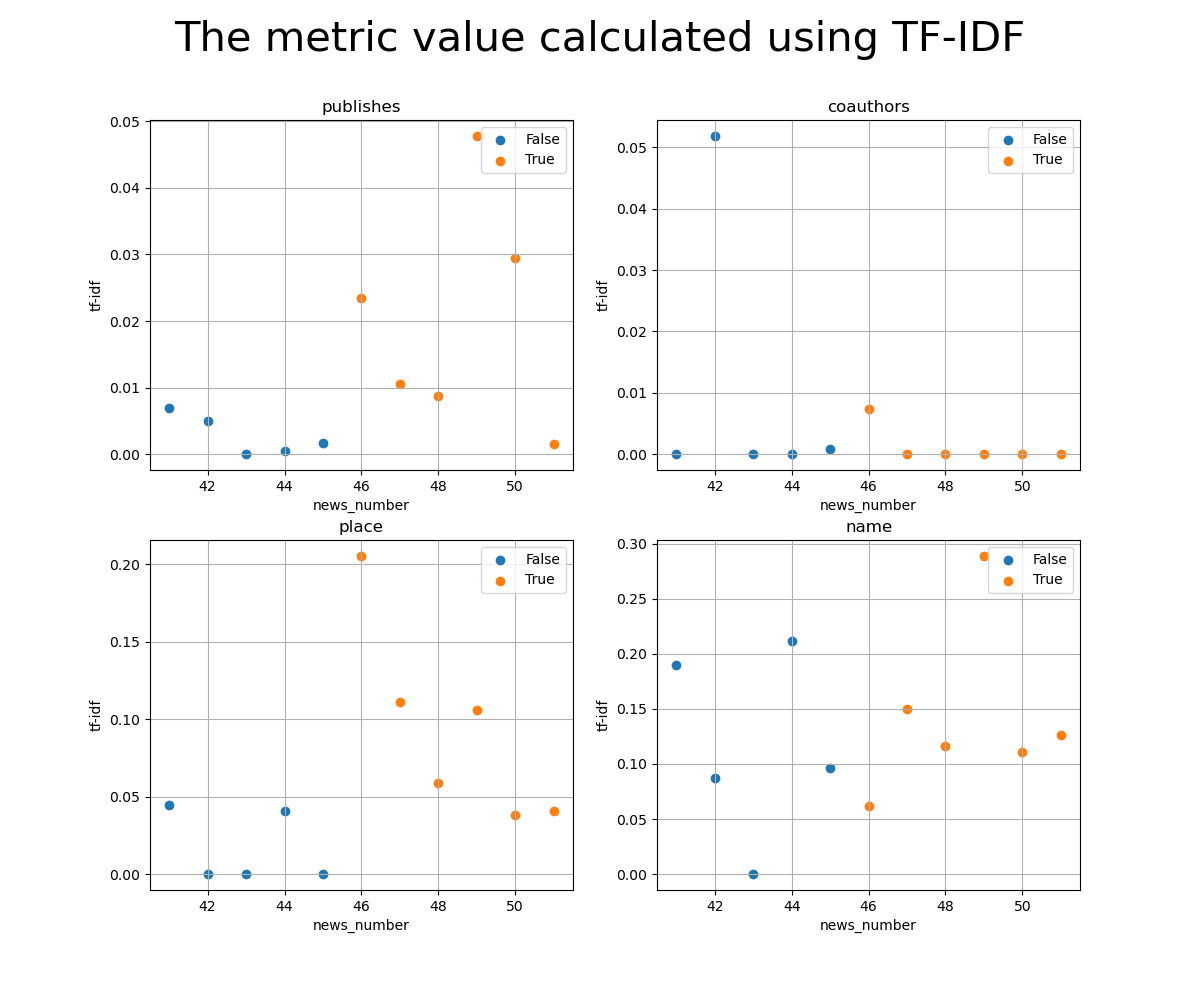 The metric value calculated using TF-IDF
publishes
0.05
0.04
0.03
0.02
0.01
0.00
tf-idf
False
True
42 44 46 48 50
news_number
coauthors
0.05
0.04
0.03
0.02
0.01
0.00
tf-idf
False
True
42 44 46 48 50
news_number
place
0.20
0.15
0.10
0.05
0.00
tf-idf
False
True
42 44 46 48 50
news_number
name
0.30
0.25
0.20
0.15
0.10
0.05
0.00
tf-idf
False
True
42 44 46 48 50
news_number